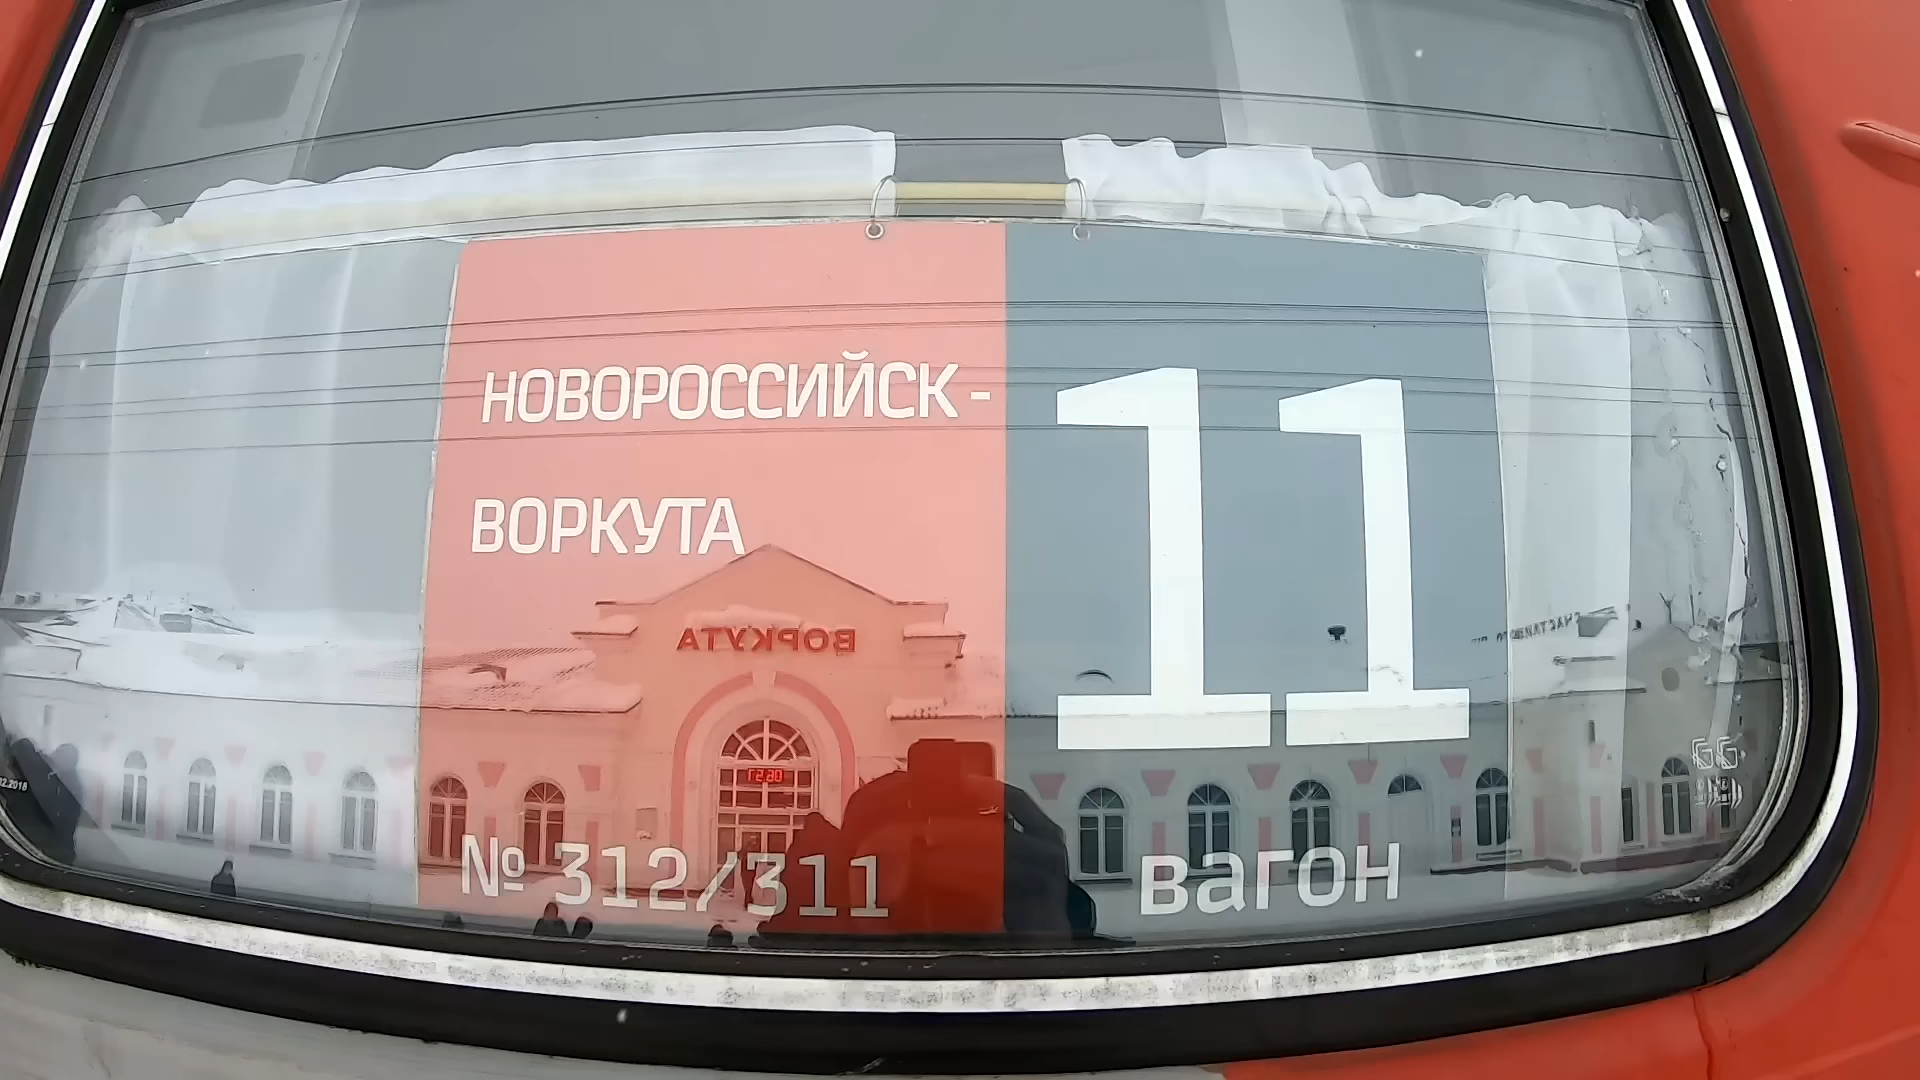 НОВОРОССИЙСК -
ВОРКУТА
№ 312/311
11
вагон
ВОРКУТА